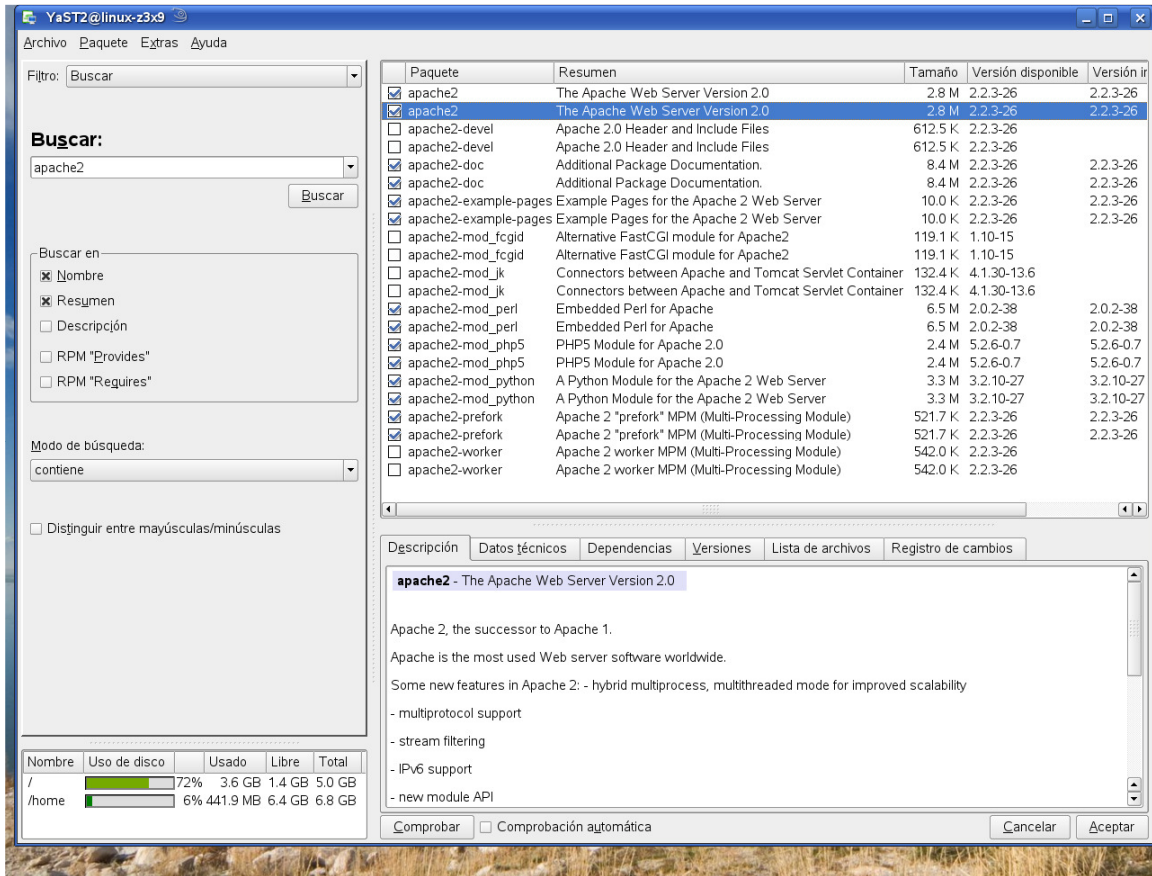 YaST2@linux-z3x9
Archivo Paquete Extras Ayuda
Filtro: Buscar
Buscar:
apache2
Buscar
Buscar en
Nombre
Resumen
Descripción
RPM "Provides"
RPM "Requires"
Modo de búsqueda:
contiene
Distinguir entre mayúsculas/minúsculas
Nombre Uso de disco Usado Libre Total
/ 72% 3.6 GB 1.4 GB 5.0 GB
/home 6% 441.9 MB 6.4 GB 6.8 GB
Paquete Resumen Tamaño Versión disponible Versión ir
apache2 The Apache Web Server Version 2.0 2.8 M 2.2.3-26 2.2.3-26
apache2 The Apache Web Server Version 2.0 2.8 M 2.2.3-26 2.2.3-26
apache2-devel Apache 2.0 Header and Include Files 612.5 K 2.2.3-26
apache2-devel Apache 2.0 Header and Include Files 612.5 K 2.2.3-26
apache2-doc Additional Package Documentation. 8.4 M 2.2.3-26 2.2.3-26
apache2-doc Additional Package Documentation. 8.4 M 2.2.3-26 2.2.3-26
apache2-example-pages Example Pages for the Apache 2 Web Server 10.0 K 2.2.3-26 2.2.3-26
apache2-example-pages Example Pages for the Apache 2 Web Server 10.0 K 2.2.3-26 2.2.3-26
apache2-mod_fcgid Alternative FastCGI module for Apache2 119.1 K 1.10-15
apache2-mod_fcgid Alternative FastCGI module for Apache2 119.1 K 1.10-15
apache2-mod_jk Connectors between Apache and Tomcat Servlet Container 132.4 K 4.1.30-13.6
apache2-mod_jk Connectors between Apache and Tomcat Servlet Container 132.4 K 4.1.30-13.6
apache2-mod_perl Embedded Perl for Apache 6.5 M 2.0.2-38 2.0.2-38
apache2-mod_perl Embedded Perl for Apache 6.5 M 2.0.2-38 2.0.2-38
apache2-mod_php5 PHP5 Module for Apache 2.0 2.4 M 5.2.6-0.7 5.2.6-0.7
apache2-mod_php5 PHP5 Module for Apache 2.0 2.4 M 5.2.6-0.7 5.2.6-0.7
apache2-mod_python A Python Module for the Apache 2 Web Server 3.3 M 3.2.10-27 3.2.10-27
apache2-mod_python A Python Module for the Apache 2 Web Server 3.3 M 3.2.10-27 3.2.10-27
apache2-prefork Apache 2 "prefork" MPM (Multi-Processing Module) 521.7 K 2.2.3-26 2.2.3-26
apache2-prefork Apache 2 "prefork" MPM (Multi-Processing Module) 521.7 K 2.2.3-26 2.2.3-26
apache2-worker Apache 2 worker MPM (Multi-Processing Module) 542.0 K 2.2.3-26
apache2-worker Apache 2 worker MPM (Multi-Processing Module) 542.0 K 2.2.3-26
Descripción Datos técnicos Dependencias Versiones Lista de archivos Registro de cambios
apache2 - The Apache Web Server Version 2.0
Apache 2, the successor to Apache 1.
Apache is the most used Web server software worldwide.
Some new features in Apache 2: - hybrid multiprocess, multithreaded mode for improved scalability
- multiprotocol support
- stream filtering
- IPv6 support
- new module API
Comprobar Comprobación automática Cancelar Aceptar